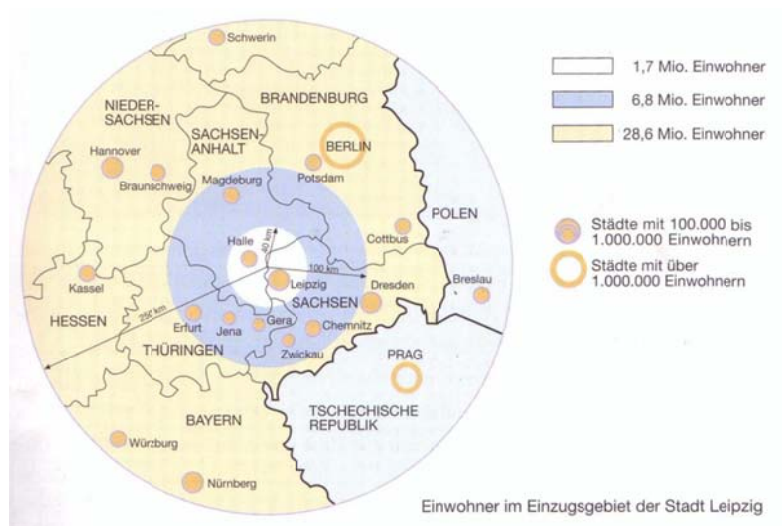 Schwerin
BRANDENBURG
NIEDER-
SACHSEN
SACHSEN-
ANHALT
BERLIN
Hannover
Braunschweig
Magdeburg
Potsdam
POLEN
Halle
40 km
Cottbus
100 km
Kassel
Leipzig
Dresden
Breslau
250 km
SACHSEN
HESSEN
Erfurt
Jena
Gera
Chemnitz
THÜRINGEN
Zwickau
PRAG
BAYERN
TSCHECHISCHE
REPUBLIK
Würzburg
Nürnberg
1,7 Mio. Einwohner
6,8 Mio. Einwohner
28,6 Mio. Einwohner
Städte mit 100.000 bis
1.000.000 Einwohnern
Städte mit über
1.000.000 Einwohnern
Einwohner im Einzugsgebiet der Stadt Leipzig